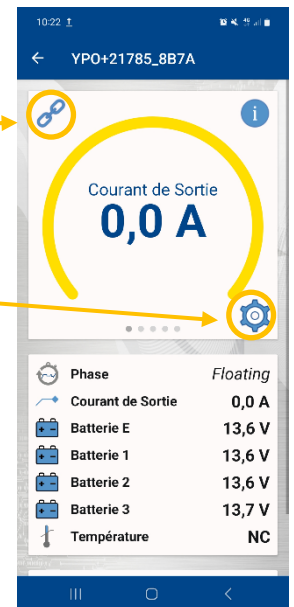 10:22
← YPO+21785_8B7A
i
Courant de Sortie
0,0 A
Phase Floating
Courant de Sortie 0,0 A
Batterie E 13,6 V
Batterie 1 13,6 V
Batterie 2 13,6 V
Batterie 3 13,7 V
Température NC